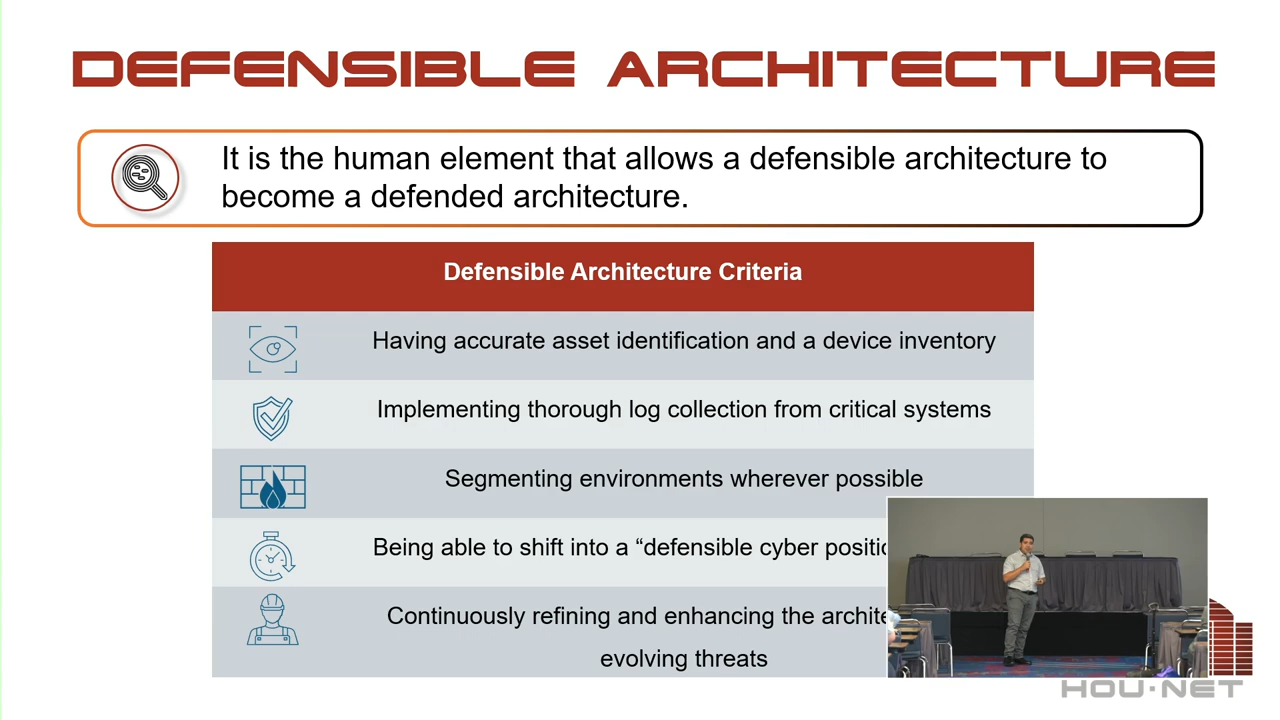 DEFENSIBLE ARCHITECTURE
It is the human element that allows a defensible architecture to
become a defended architecture.
Defensible Architecture Criteria
Having accurate asset identification and a device inventory
Implementing thorough log collection from critical systems
Segmenting environments wherever possible
Being able to shift into a “defensible cyber
Continuously refining and enhancing the
evolving threats
HOU·NET